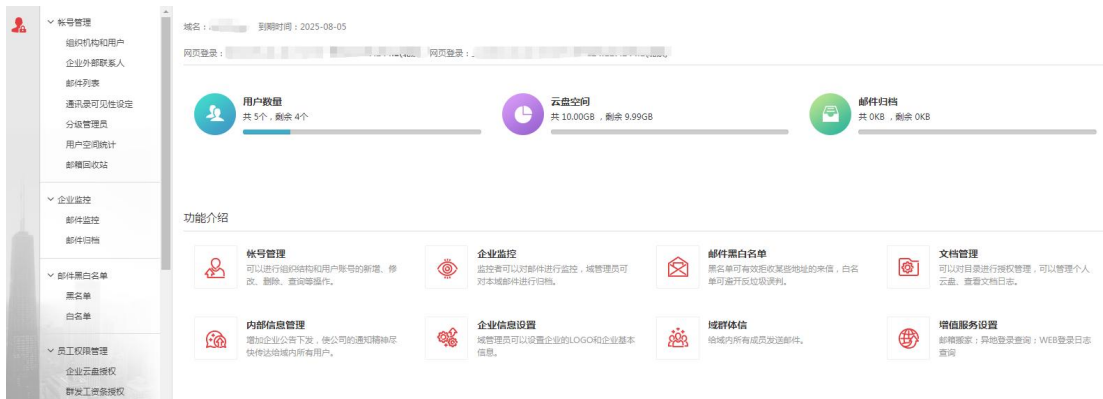 帐号管理
组织机构和用户
企业外部联系人
邮件列表
通讯录可见性设定
分级管理员
用户空间统计
邮箱回收站
企业监控
邮件监控
邮件归档
邮件黑白名单
黑名单
白名单
员工权限管理
企业云盘授权
群发工资条授权
域名： 到期时间：2025-08-05
网页登录： 网页登录：
用户数量
共 5个，剩余 4个
云盘空间
共 10.00GB ，剩余 9.99GB
邮件归档
共 0KB ，剩余 0KB
功能介绍
帐号管理
可以进行组织结构和用户账号的新增、修
改、删除、查询等操作。
企业监控
监控者可以对邮件进行监控，域管理员可
对本域邮件进行归档。
邮件黑白名单
黑名单可有效拒收某些地址的来信，白名
单可避开反垃圾误判。
文档管理
可以对目录进行授权管理，可以管理个人
云盘、查看文档日志。
内部信息管理
增加企业公告下发，使公司的通知精神尽
快传达给域内所有用户。
企业信息设置
域管理员可以设置企业的LOGO和企业基本
信息。
域群体信
给域内所有成员发送邮件。
增值服务设置
邮箱搬家；异地登录查询；WEB登录日志
查询